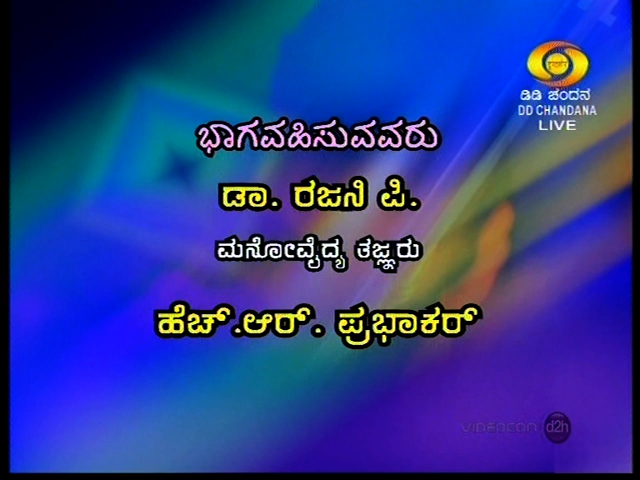 ಡಿಡಿ ಚಂದನ
DD CHANDANA
LIVE
ಭಾಗವಹಿಸುವವರು
ಡಾ. ರಜನಿ ಪಿ.
ಮನೋವೈದ್ಯ ತಜ್ಞರು
ಹೆಚ್.ಆರ್. ಪ್ರಭಾಕರ್
VIDEOCON d2h